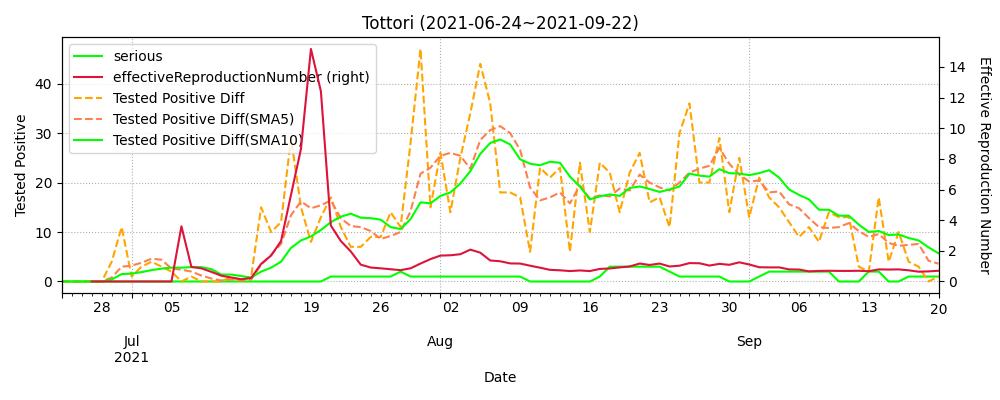 Tottori (2021-06-24~2021-09-22)
serious
effectiveReproductionNumber (right)
Tested Positive Diff
Tested Positive Diff(SMA5)
Tested Positive Diff(SMA10)
Tested Positive
40
30
20
10
0
14
12
10
8
6
4
2
0
Effective Reproduction Number
28 05 12 19 26 02 09 16 23 30 06 13 20
Jul Aug Sep
2021
Date